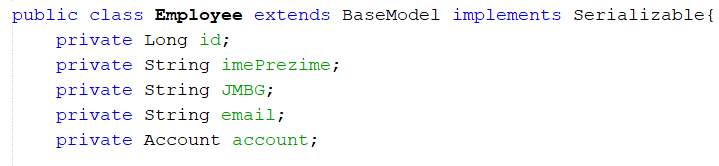 public class Employee extends BaseModel implements Serializable{
private Long id;
private String imePrezime;
private String JMBG;
private String email;
private Account account;